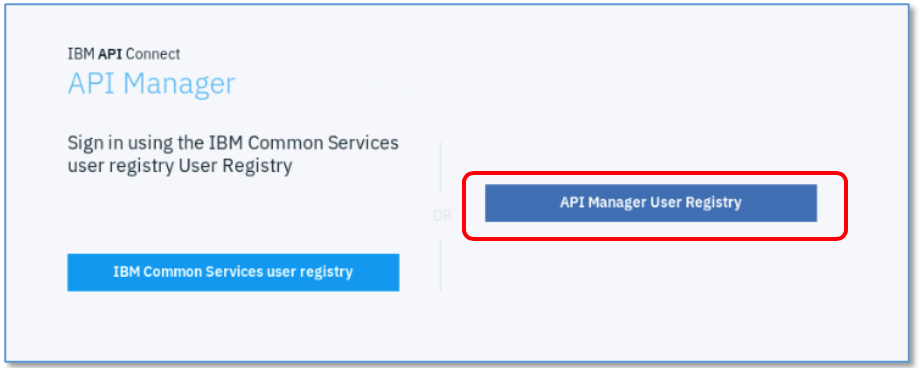 IBM API Connect
API Manager
Sign in using the IBM Common Services
user registry User Registry
IBM Common Services user registry
OR
API Manager User Registry